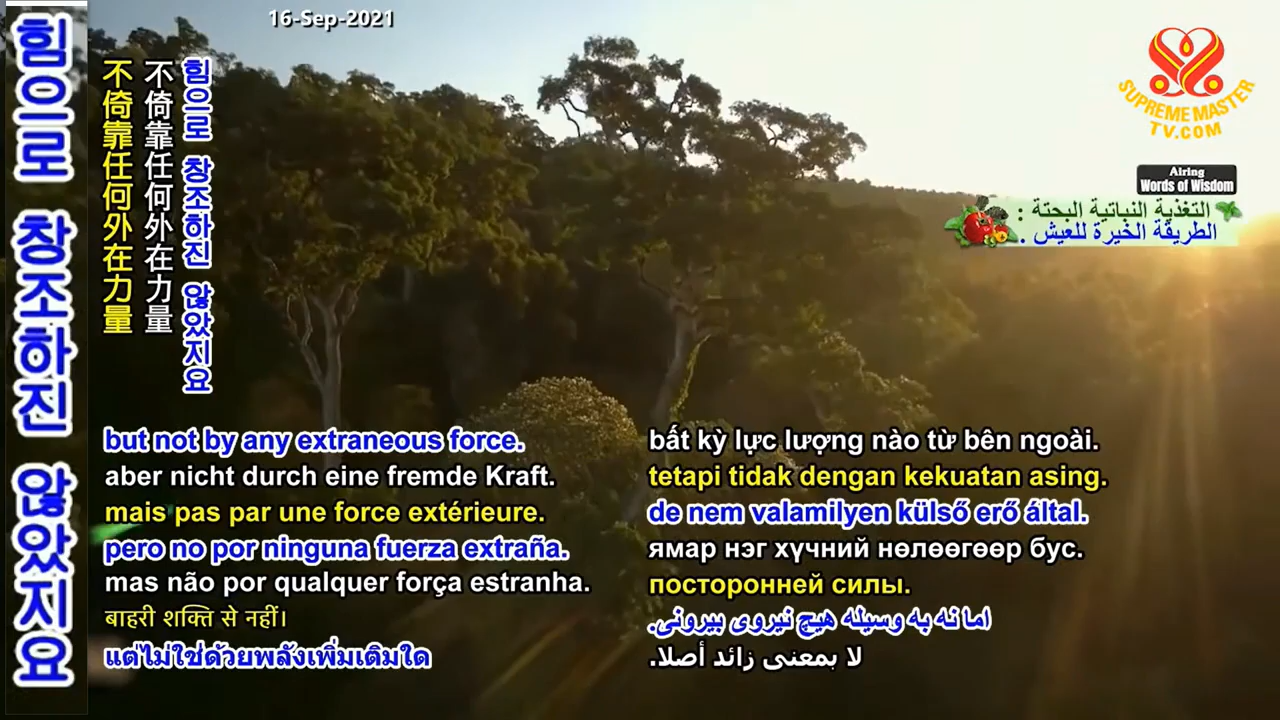 16-Sep-2021
힘으로 창조하진 않았지요
不倚靠任何外在力量
不倚靠任何外在力量
힘으로 창조하진 않았지요
SUPREME MASTER
TV.COM
Airing
Words of Wisdom
التغذية النباتية البحتة :
الطريقة الخيرة للعيش .
but not by any extraneous force.
aber nicht durch eine fremde Kraft.
mais pas par une force extérieure.
pero no por ninguna fuerza extraña.
mas não por qualquer força estranha.
बाहरी शक्ति से नहीं।
แต่ไม่ใช่ด้วยพลังเพิ่มเติมใด
bất kỳ lực lượng nào từ bên ngoài.
tetapi tidak dengan kekuatan asing.
de nem valamilyen külső erő által.
ямар нэг хүчний нөлөөгөөр бус.
посторонней силы.
اما نه به وسیله هیچ نیروی بیرونی.
لا بمعنى زائد أصلا.